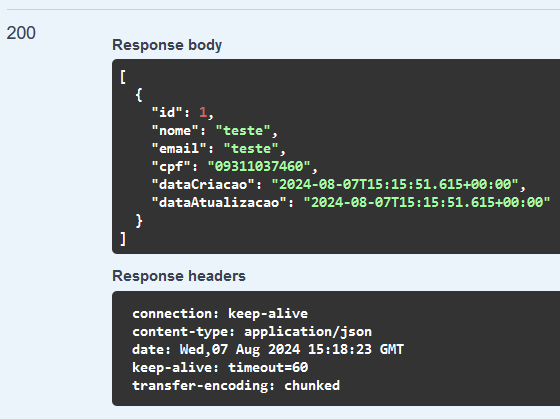 200
Response body
[
  {
    "id": 1,
    "nome": "teste",
    "email": "teste",
    "cpf": "09311037460",
    "dataCriacao": "2024-08-07T15:15:51.615+00:00",
    "dataAtualizacao": "2024-08-07T15:15:51.615+00:00"
  }
]
Response headers
connection: keep-alive
content-type: application/json
date: Wed,07 Aug 2024 15:18:23 GMT
keep-alive: timeout=60
transfer-encoding: chunked